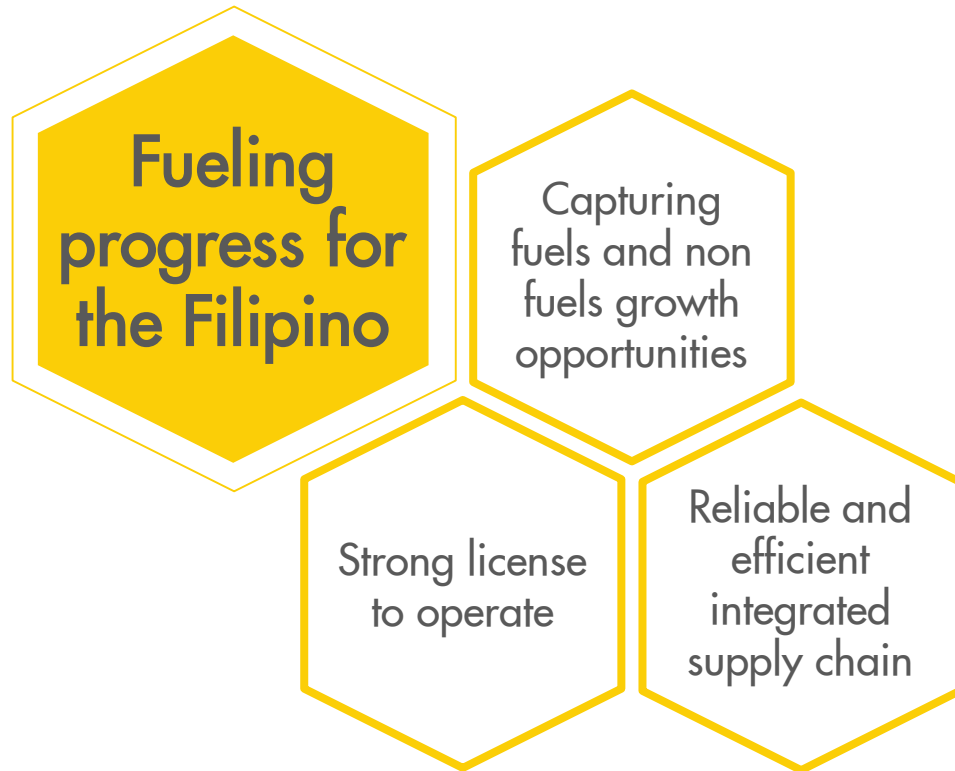 Fueling
progress for
the Filipino
Capturing
fuels and non
fuels growth
opportunities
Strong license
to operate
Reliable and
efficient
integrated
supply chain